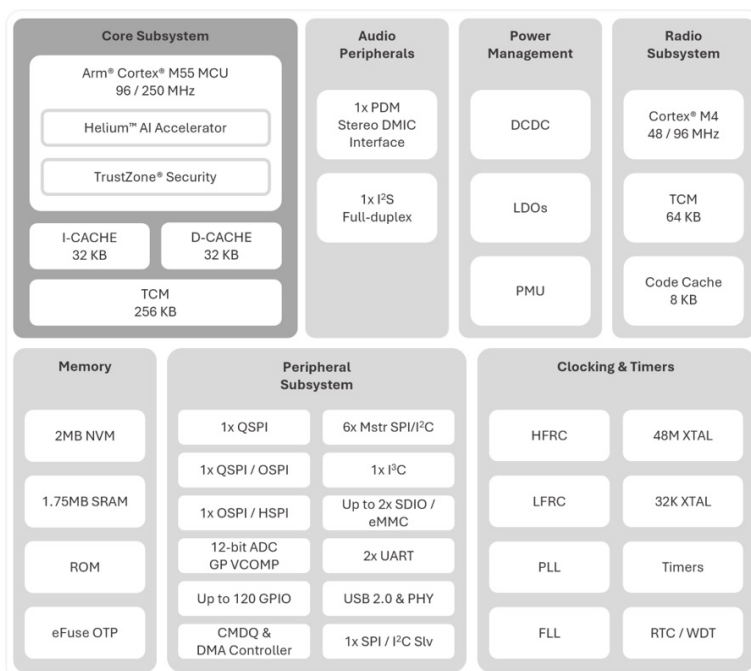 Core Subsystem
Arm® Cortex® M55 MCU
96 / 250 MHz
Helium™ AI Accelerator
TrustZone® Security
I-CACHE
32 KB
D-CACHE
32 KB
TCM
256 KB
Audio
Peripherals
1x PDM
Stereo DMIC
Interface
1x I²S
Full-duplex
Power
Management
DCDC
LDOs
PMU
Radio
Subsystem
Cortex® M4
48 / 96 MHz
TCM
64 KB
Code Cache
8 KB
Memory
2MB NVM
1.75MB SRAM
ROM
eFuse OTP
Peripheral
Subsystem
1x QSPI
6x Mstr SPI/I²C
1x QSPI / OSPI
1x I³C
1x OSPI / HSPI
Up to 2x SDIO /
eMMC
12-bit ADC
GP VCOMP
2x UART
Up to 120 GPIO
USB 2.0 & PHY
CMDQ &
DMA Controller
1x SPI / I²C Slv
Clocking & Timers
HFRC
48M XTAL
LFRC
32K XTAL
PLL
Timers
FLL
RTC / WDT